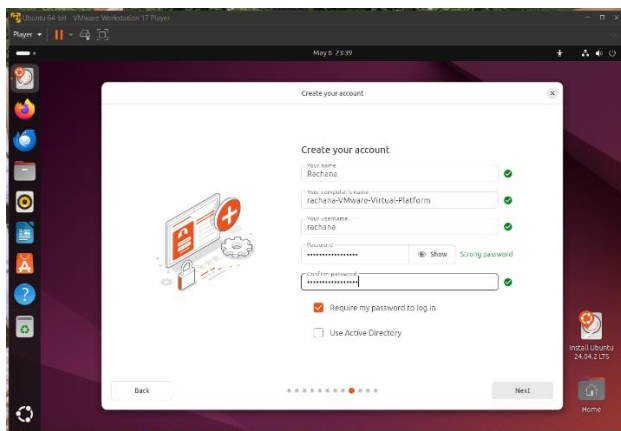 Ubuntu 64-bit - VMware Workstation 17 Player
Player
May 6 23:39
Create your account
Create your account
Your name
Rachana
Your computer's name
rachana-VMware-Virtual-Platform
Your username
rachana
Password
Show
Strong password
Confirm password
Require my password to log in
Use Active Directory
Back
Next
Install Ubuntu
24.04.2 LTS
Home